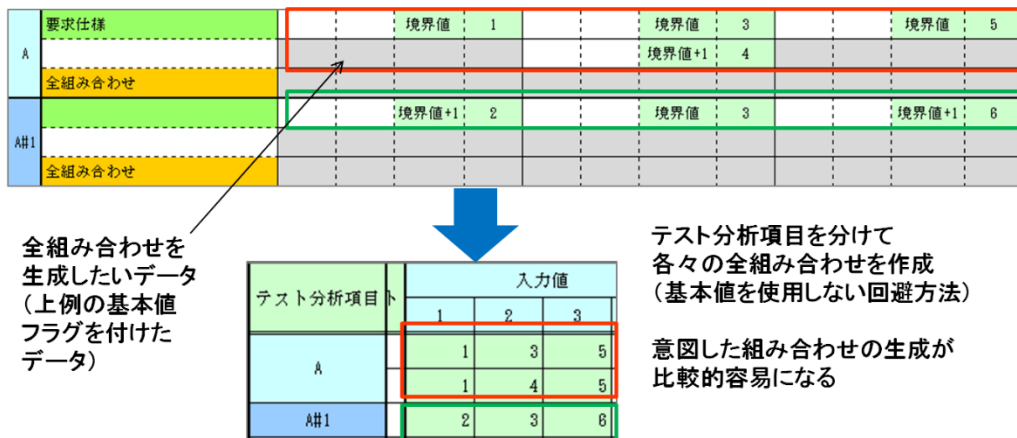 要求仕様 境界値 1 境界値 3 境界値 5
A
境界値+1 4
全組み合わせ
境界値+1 2 境界値 3 境界値+1 6
A#1
全組み合わせ
全組み合わせを
生成したいデータ
(上例の基本値
フラグを付けた
データ)
テスト分析項目を分けて
各々の全組み合わせを作成
(基本値を使用しない回避方法)
意図した組み合わせの生成が
比較的容易になる
テスト分析項目 ト 入力値
1 2 3
A 1 3 5
1 4 5
A#1 2 3 6